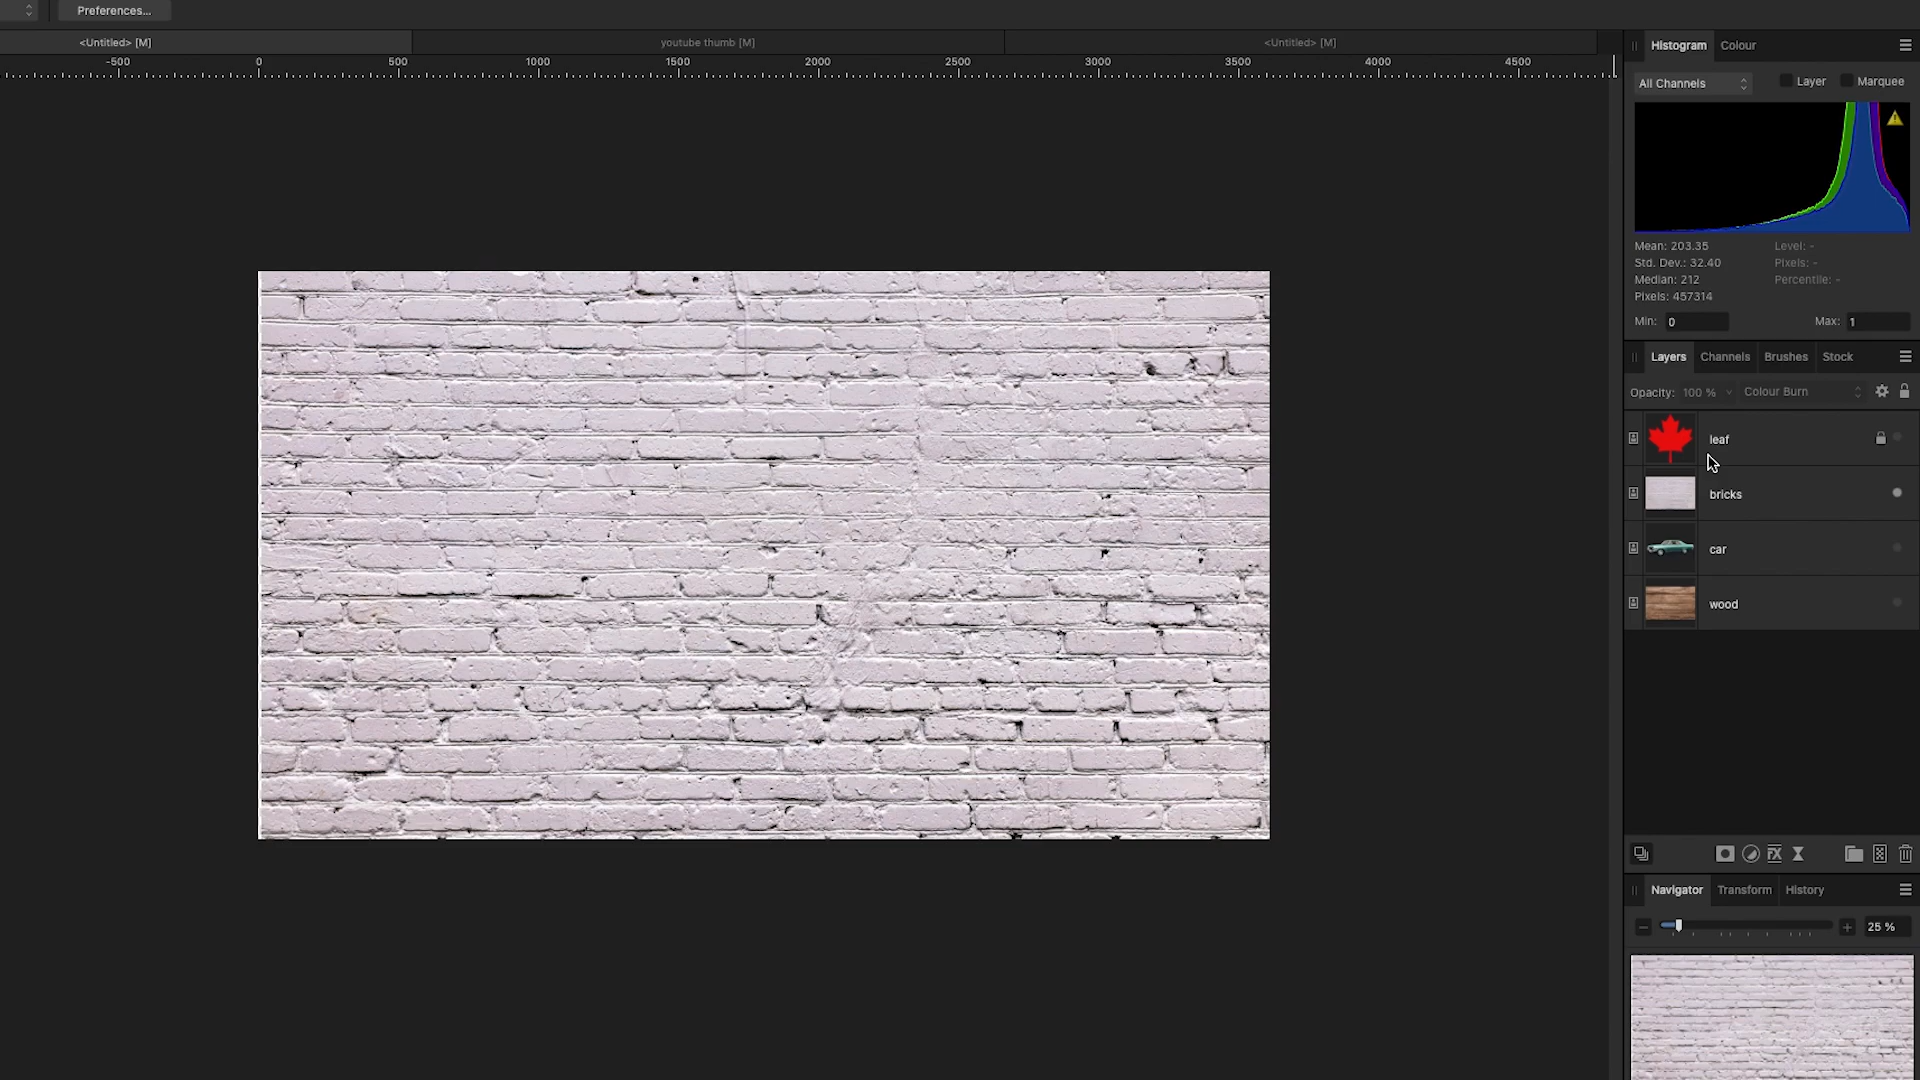 Preferences...
<Untitled> [M]
youtube thumb [M]
<Untitled> [M]
-500 0 500 1000 1500 2000 2500 3000 3500 4000 4500
Histogram Colour
All Channels Layer Marquee
Mean: 203.35 Level: -
Std. Dev.: 32.40 Pixels: -
Median: 212 Percentile: -
Pixels: 457314
Min: 0 Max: 1
Layers Channels Brushes Stock
Opacity: 100 % Colour Burn
leaf
bricks
car
wood
Navigator Transform History
25 %